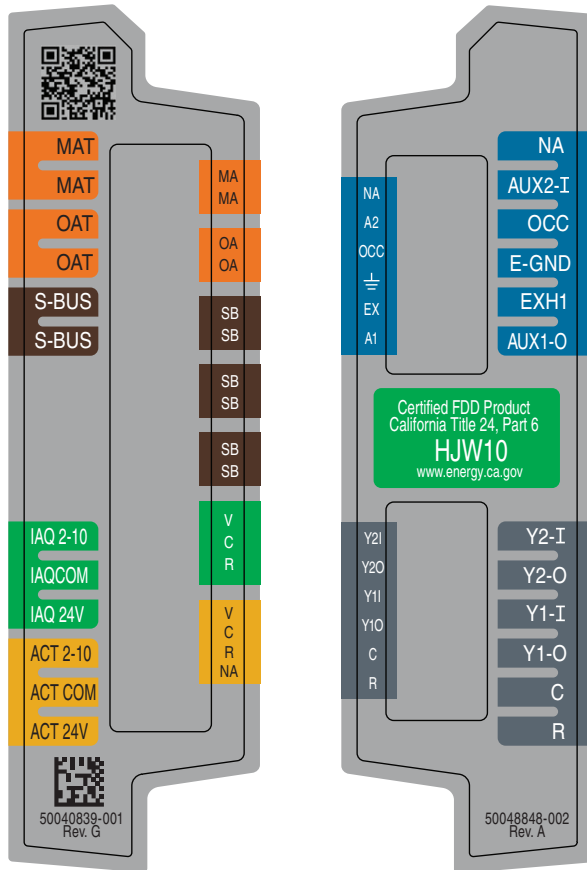 MAT
MAT
OAT
OAT
S-BUS
S-BUS
IAQ 2-10
IAQCOM
IAQ 24V
ACT 2-10
ACT COM
ACT 24V
50040839-001
Rev. G
MA
MA
OA
OA
SB
SB
SB
SB
SB
SB
V
C
R
V
C
R
NA
NA
A2
OCC
EX
A1
NA
AUX2-I
OCC
E-GND
EXH1
AUX1-O
Certified FDD Product
California Title 24, Part 6
HJW10
www.energy.ca.gov
Y2I
Y2O
Y1I
Y1O
C
R
Y2-I
Y2-O
Y1-I
Y1-O
C
R
50048848-002
Rev. A